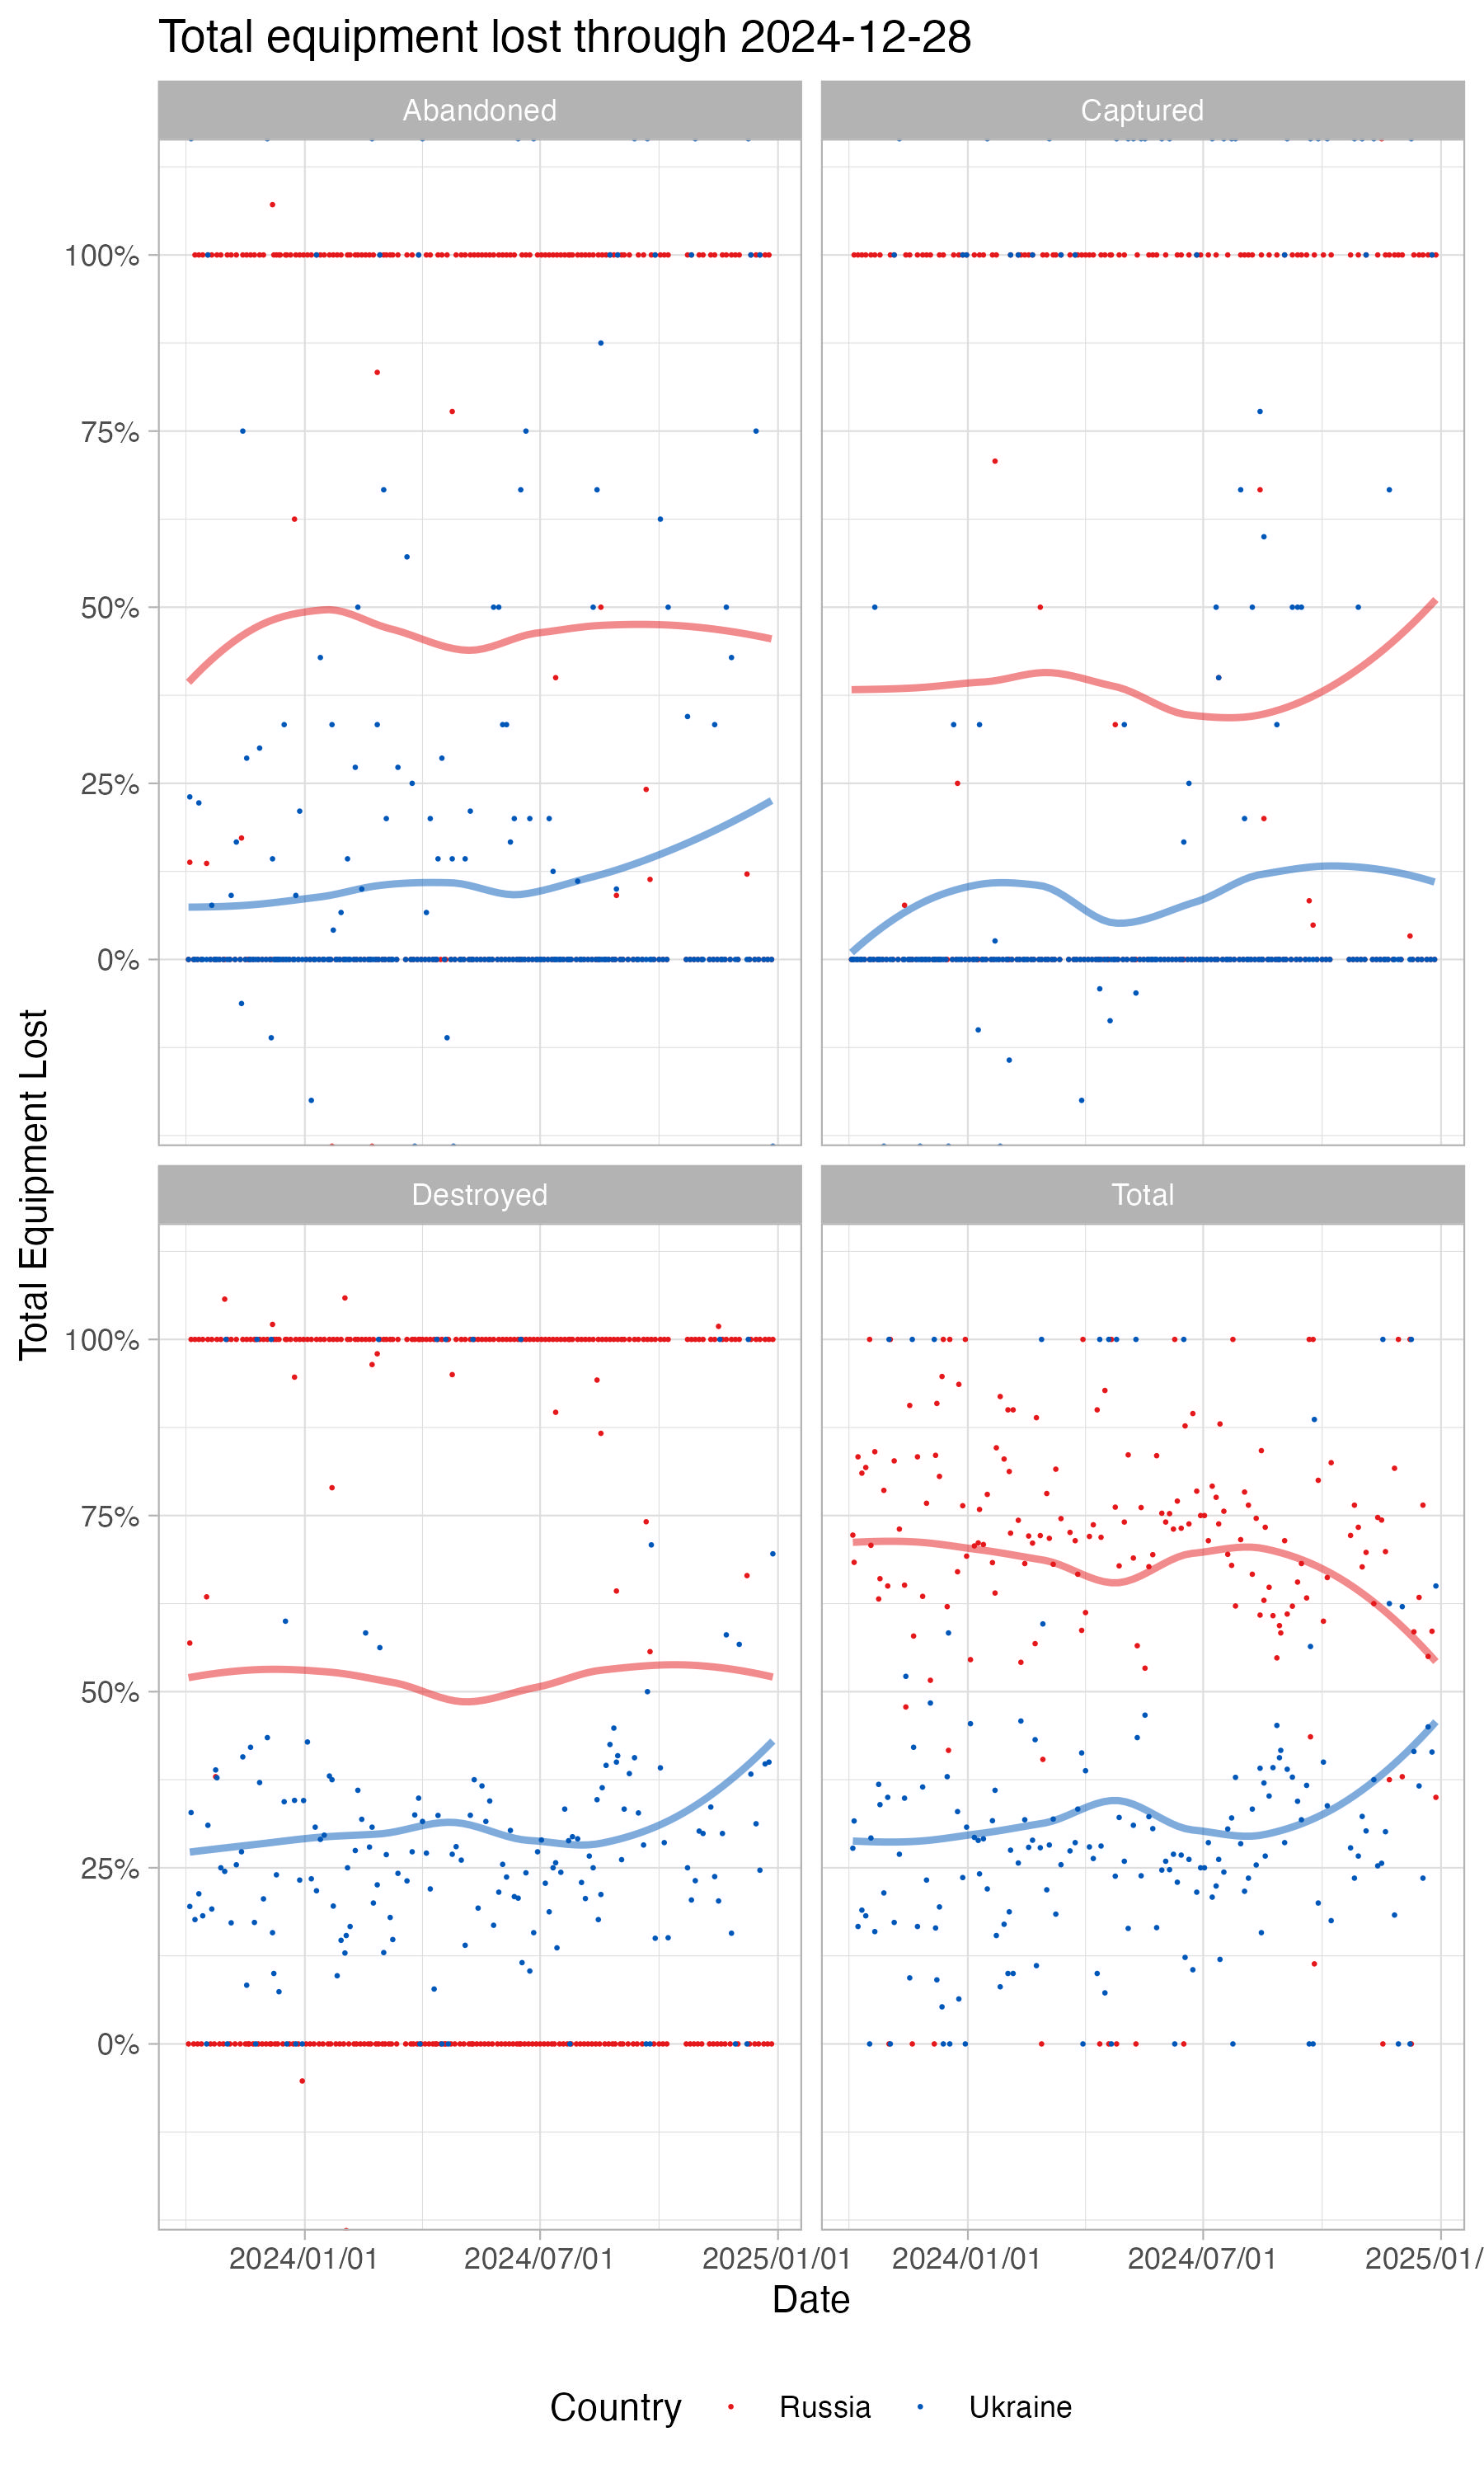 Total equipment lost through 2024-12-28
Abandoned
Captured
100%
75%
50%
25%
0%
Total Equipment Lost
Destroyed
Total
100%
75%
50%
25%
0%
2024/01/01
2024/07/01
2025/01/01
2024/01/01
2024/07/01
2025/01/
Date
Country
Russia
Ukraine